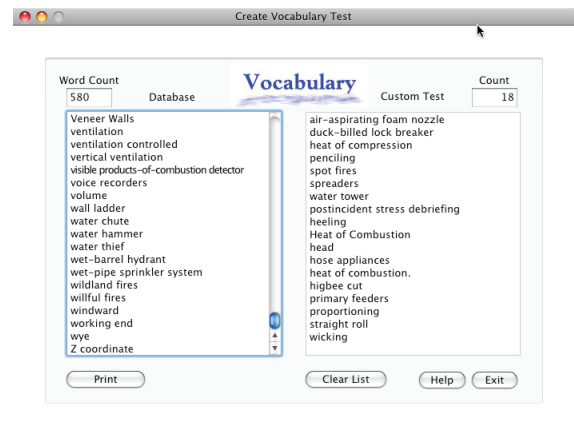 Create Vocabulary Test
Word Count
Vocabulary
Count
580
Database
Custom Test
18
Veneer Walls
ventilation
ventilation controlled
vertical ventilation
visible products-of-combustion detector
voice recorders
volume
wall ladder
water chute
water hammer
water thief
wet-barrel hydrant
wet-pipe sprinkler system
wildland fires
willful fires
windward
working end
wye
Z coordinate
air-aspirating foam nozzle
duck-billed lock breaker
heat of compression
penciling
spot fires
spreaders
water tower
postincident stress debriefing
heeling
Heat of Combustion
head
hose appliances
heat of combustion.
higbee cut
primary feeders
proportioning
straight roll
wicking
Print
Clear List
Help
Exit